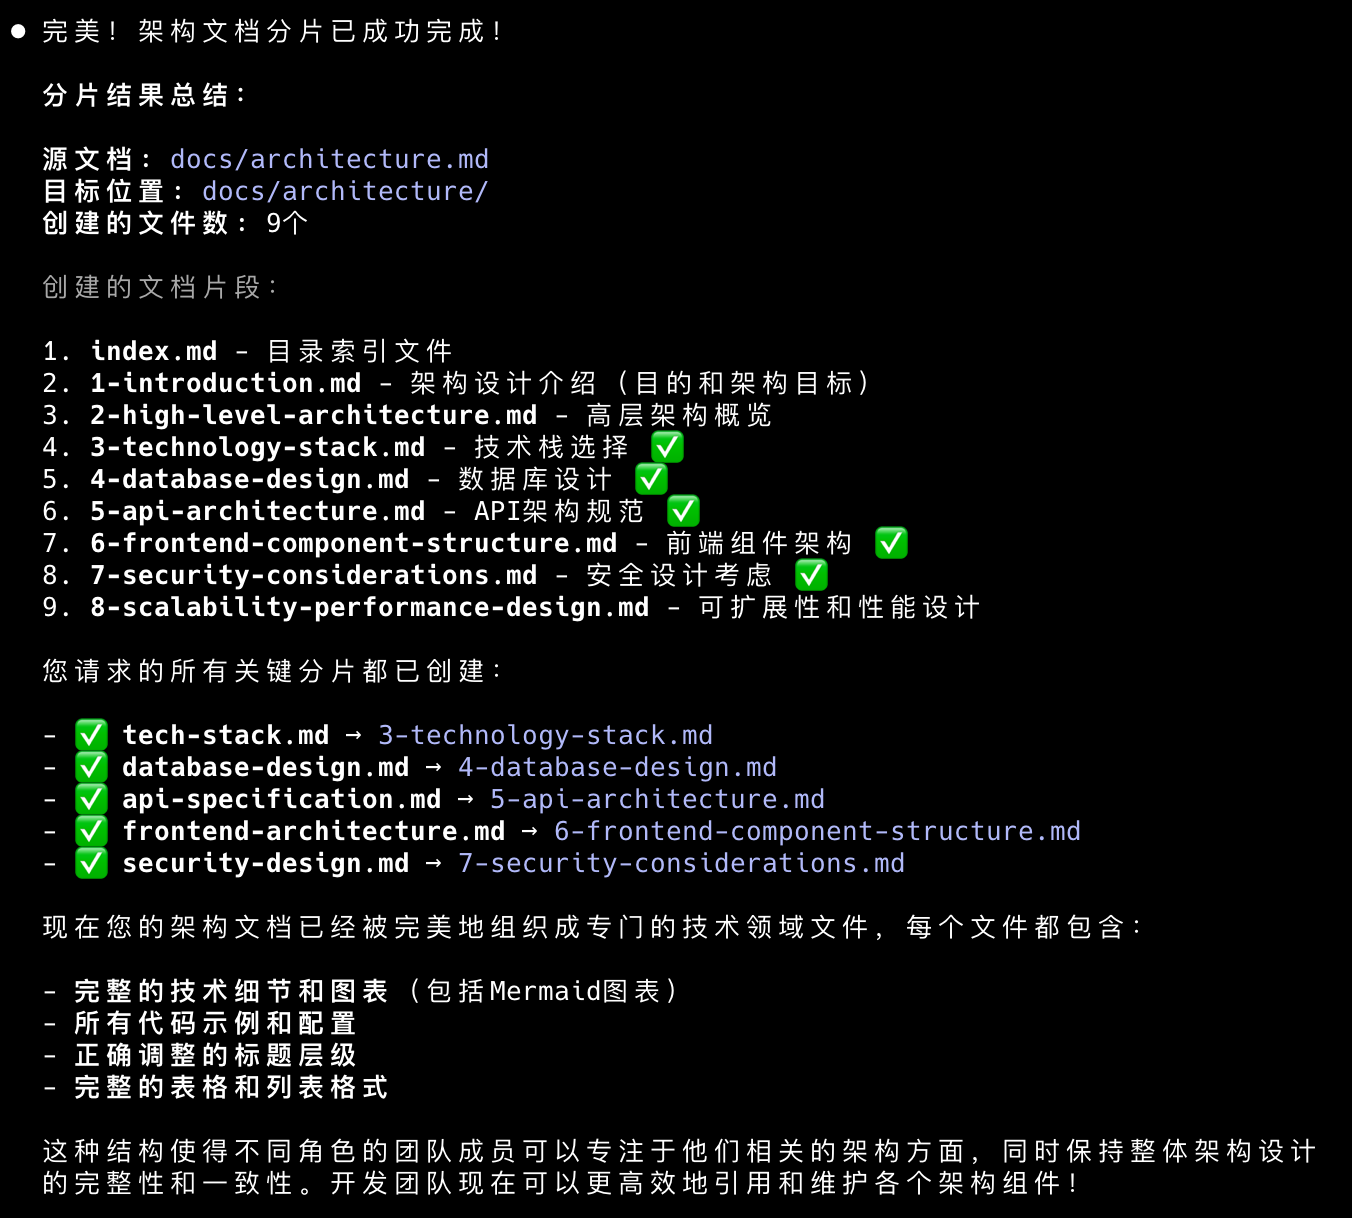 ● 完美！架构文档分片已成功完成！
分片结果总结：
源文档：docs/architecture.md
目标位置：docs/architecture/
创建的文件数：9个
创建的文档片段：
1. index.md - 目录索引文件
2. 1-introduction.md - 架构设计介绍（目的和架构目标）
3. 2-high-level-architecture.md - 高层架构概览
4. 3-technology-stack.md - 技术栈选择 ✅
5. 4-database-design.md - 数据库设计 ✅
6. 5-api-architecture.md - API架构规范 ✅
7. 6-frontend-component-structure.md - 前端组件架构 ✅
8. 7-security-considerations.md - 安全设计考虑 ✅
9. 8-scalability-performance-design.md - 可扩展性和性能设计
您请求的所有关键分片都已创建：
- ✅ tech-stack.md → 3-technology-stack.md
- ✅ database-design.md → 4-database-design.md
- ✅ api-specification.md → 5-api-architecture.md
- ✅ frontend-architecture.md → 6-frontend-component-structure.md
- ✅ security-design.md → 7-security-considerations.md
现在您的架构文档已经被完美地组织成专门的技术领域文件，每个文件都包含：
- 完整的技术细节和图表（包括Mermaid图表）
- 所有代码示例和配置
- 正确调整的标题层级
- 完整的表格和列表格式
这种结构使得不同角色的团队成员可以专注于他们相关的架构方面，同时保持整体架构设计
的完整性和一致性。开发团队现在可以更高效地引用和维护各个架构组件！